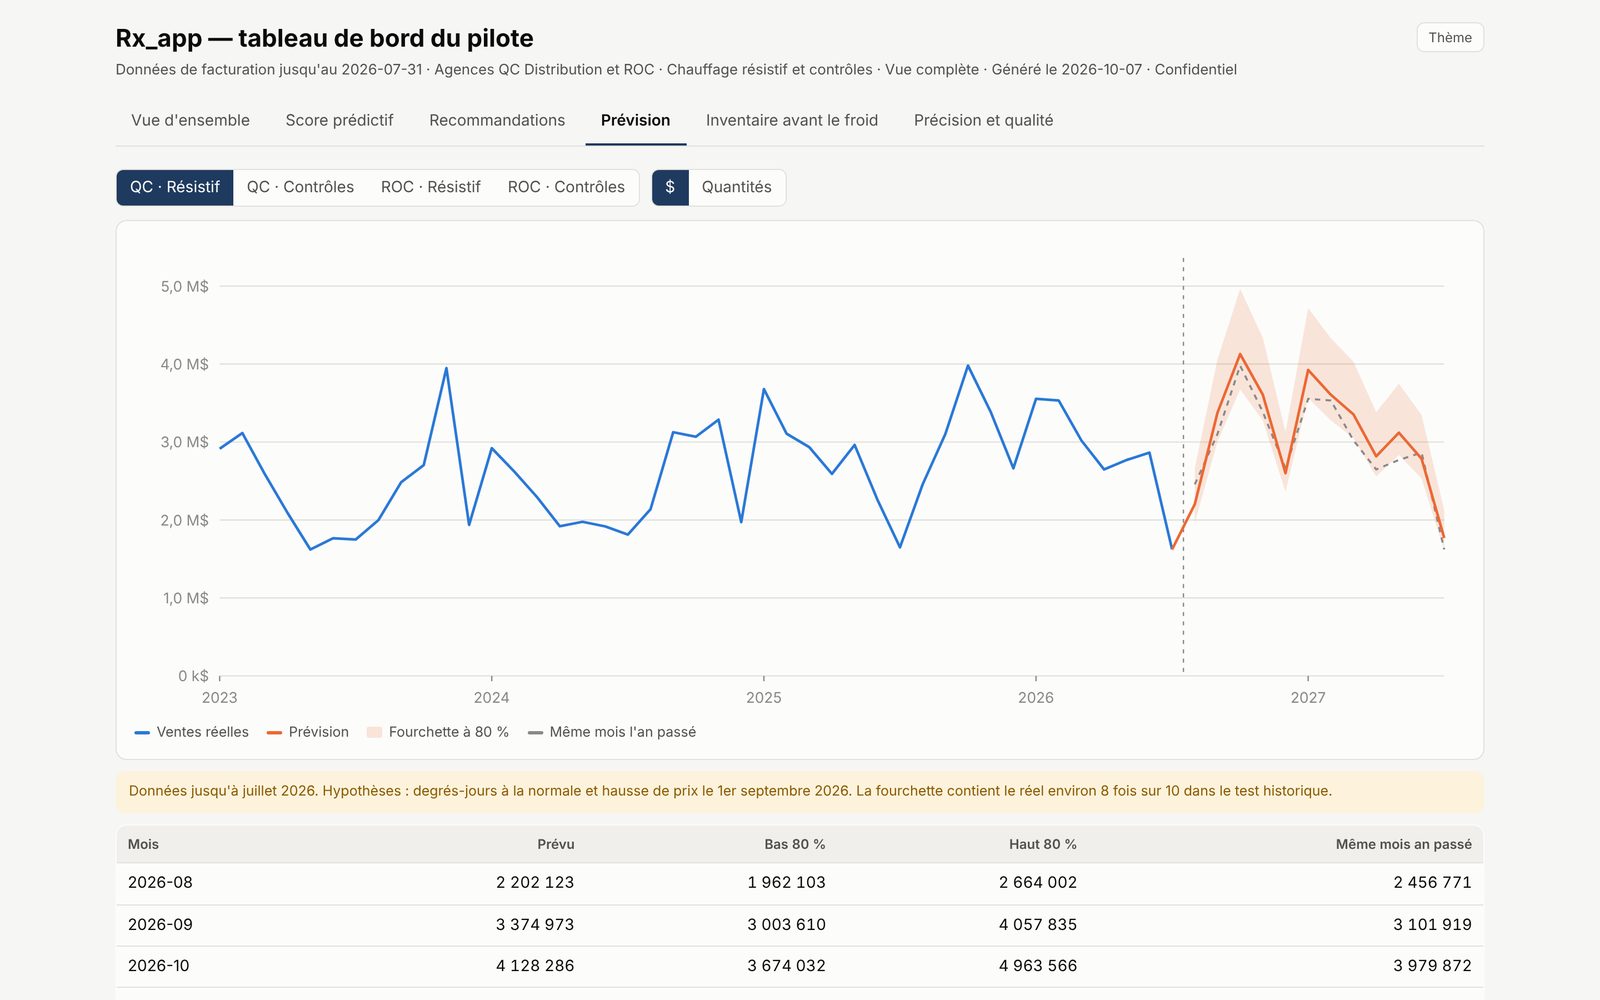 Rx_app — tableau de bord du pilote
Thème
Données de facturation jusqu'au 2026-07-31 · Agences QC Distribution et ROC · Chauffage résistif et contrôles · Vue complète · Généré le 2026-10-07 · Confidentiel
Vue d'ensemble Score prédictif Recommandations Prévision Inventaire avant le froid Précision et qualité
QC · Résistif QC · Contrôles ROC · Résistif ROC · Contrôles $ Quantités
5,0 M$
4,0 M$
3,0 M$
2,0 M$
1,0 M$
0 k$
2023 2024 2025 2026 2027
Ventes réelles Prévision Fourchette à 80 % Même mois l'an passé
Données jusqu'à juillet 2026. Hypothèses : degrés-jours à la normale et hausse de prix le 1er septembre 2026. La fourchette contient le réel environ 8 fois sur 10 dans le test historique.
Mois Prévu Bas 80 % Haut 80 % Même mois an passé
2026-08 2 202 123 1 962 103 2 664 002 2 456 771
2026-09 3 374 973 3 003 610 4 057 835 3 101 919
2026-10 4 128 286 3 674 032 4 963 566 3 979 872